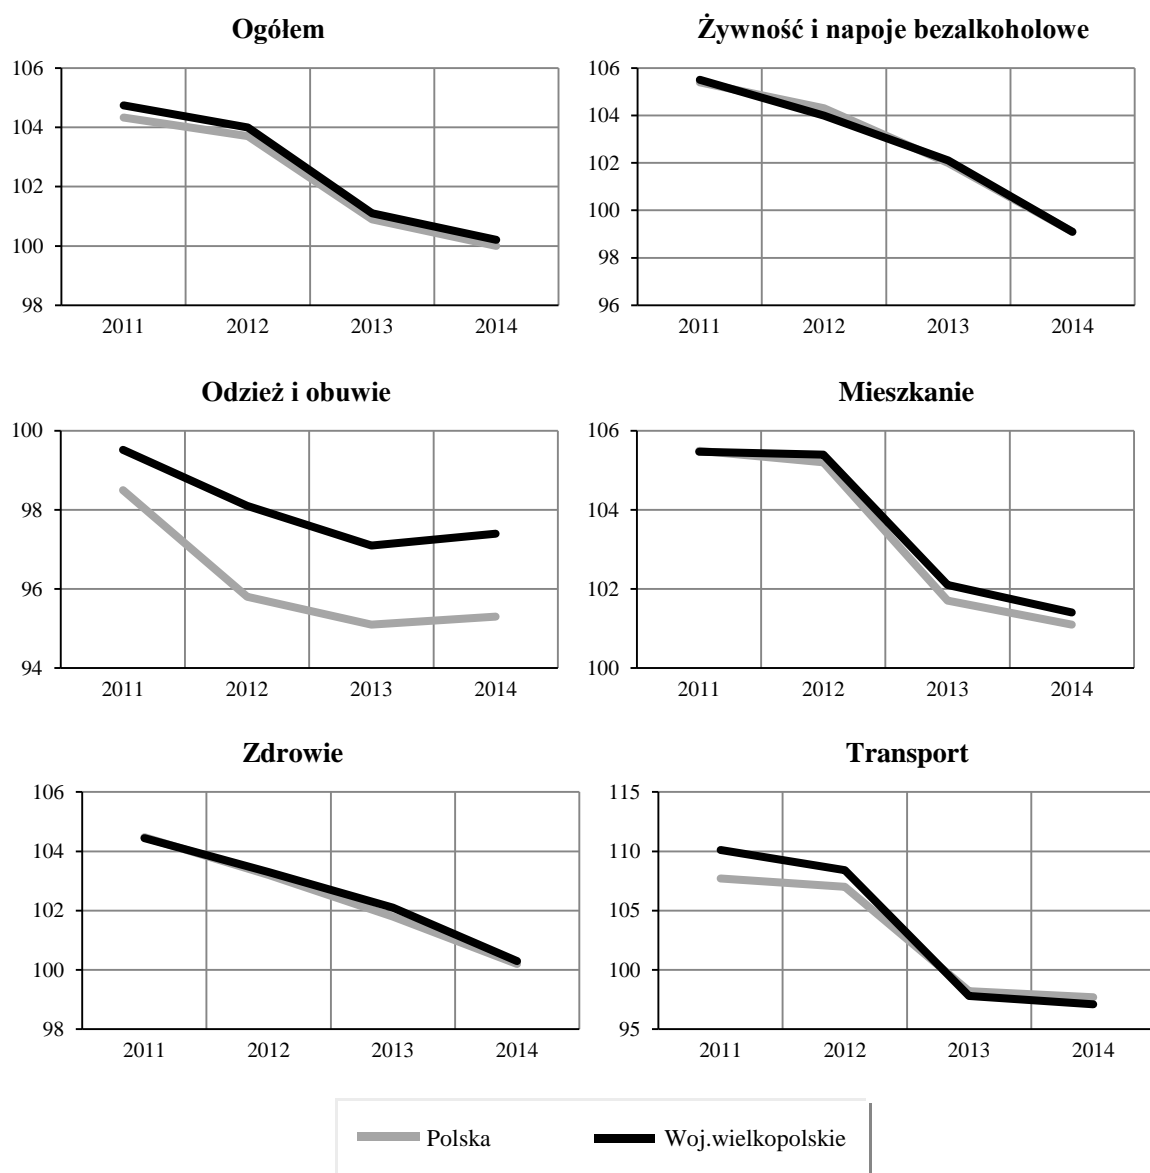 Ogółem
106
104
102
100
98
2011 2012 2013 2014
Żywność i napoje bezalkoholowe
106
104
102
100
98
96
2011 2012 2013 2014
Odzież i obuwie
100
98
96
94
2011 2012 2013 2014
Mieszkanie
106
104
102
100
2011 2012 2013 2014
Zdrowie
106
104
102
100
98
2011 2012 2013 2014
Transport
115
110
105
100
95
2011 2012 2013 2014
Polska Woj.wielkopolskie